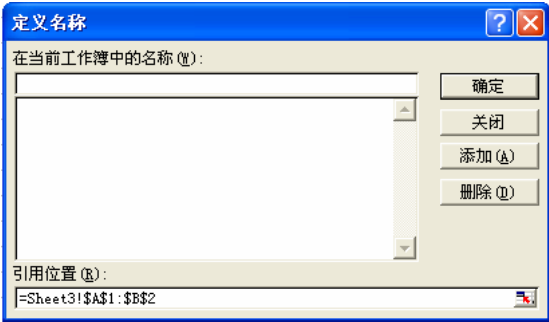 定义名称
在当前工作簿中的名称(W):
确定
关闭
添加(A)
删除(D)
引用位置(R):
=Sheet3!$A$1:$B$2